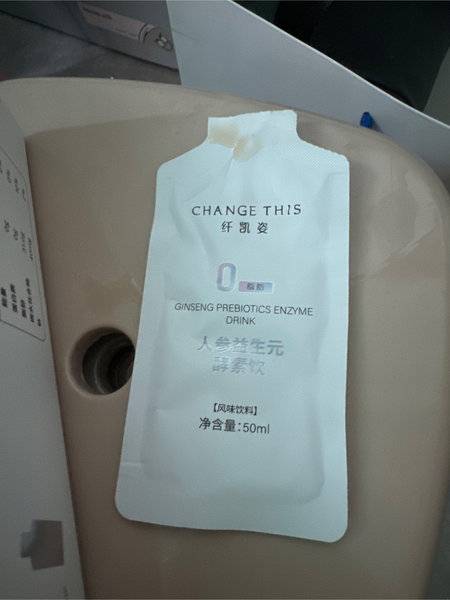 CHANGE THIS
纤凯姿
0 脂肪
GINSENG PREBIOTICS ENZYME
DRINK
人参益生元
酵素饮
【风味饮料】
净含量:50ml